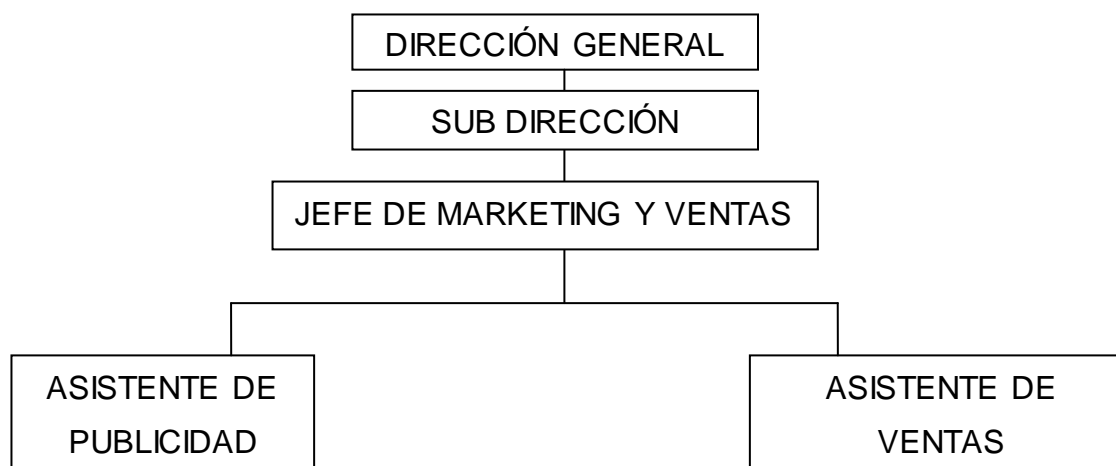 DIRECCIÓN GENERAL
SUB DIRECCIÓN
JEFE DE MARKETING Y VENTAS
ASISTENTE DE
PUBLICIDAD
ASISTENTE DE
VENTAS